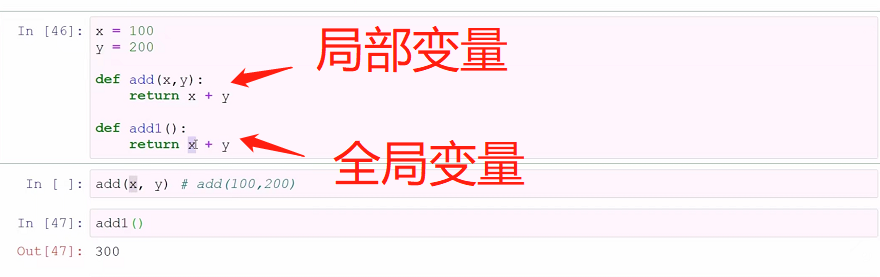 In [46]: x = 100
y = 200
局部变量
def add(x,y):
return x + y
def add1():
return x + y
全局变量
In [ ]: add(x, y) # add(100,200)
In [47]: add1()
Out[47]: 300